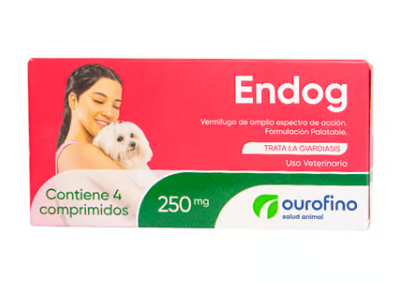 Endog
Vermífugo de amplio espectro de acción.
Formulación Palatable.
TRATA LA GIARDIASIS
Uso Veterinario
Contiene 4
comprimidos
250 mg
ourofino
salud animal